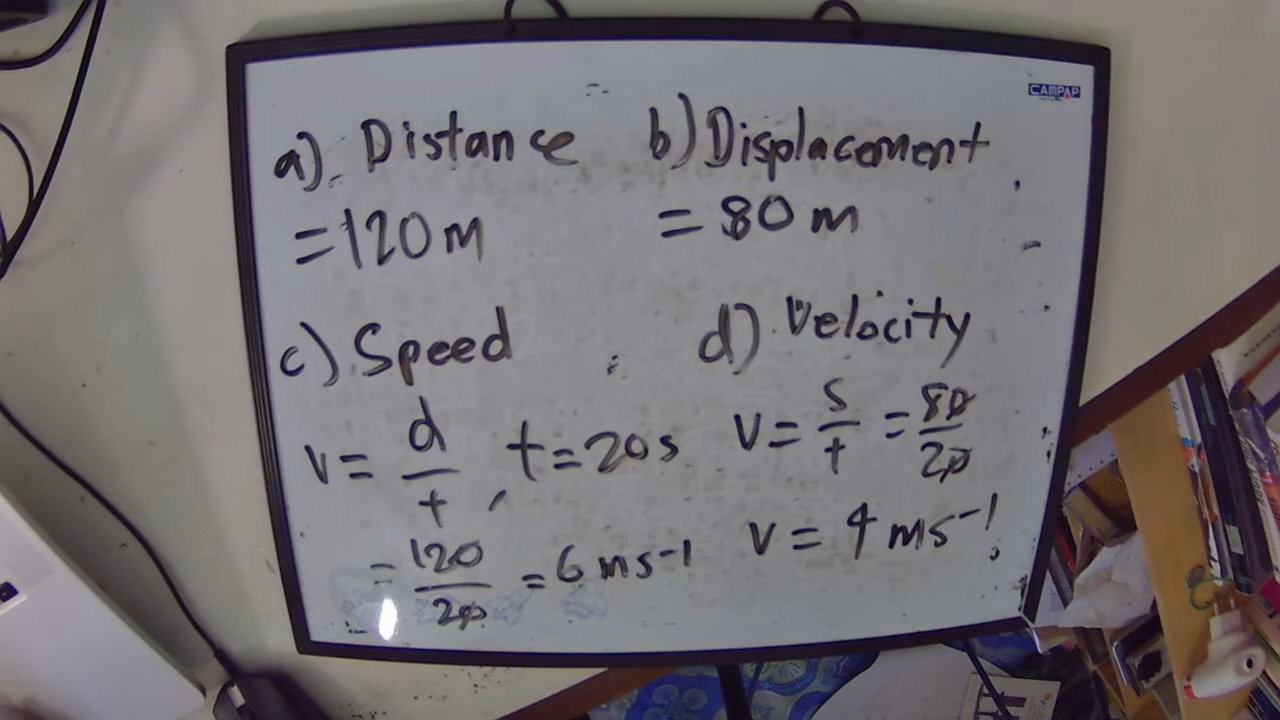 CAMPAP
a) Distance
= 120 m
b) Displacement
= 80 m
c) Speed
v = d/t , t = 20 s
= 120/20 = 6 ms⁻¹
d) Velocity
v = s/t = 80/20
v = 4 ms⁻¹